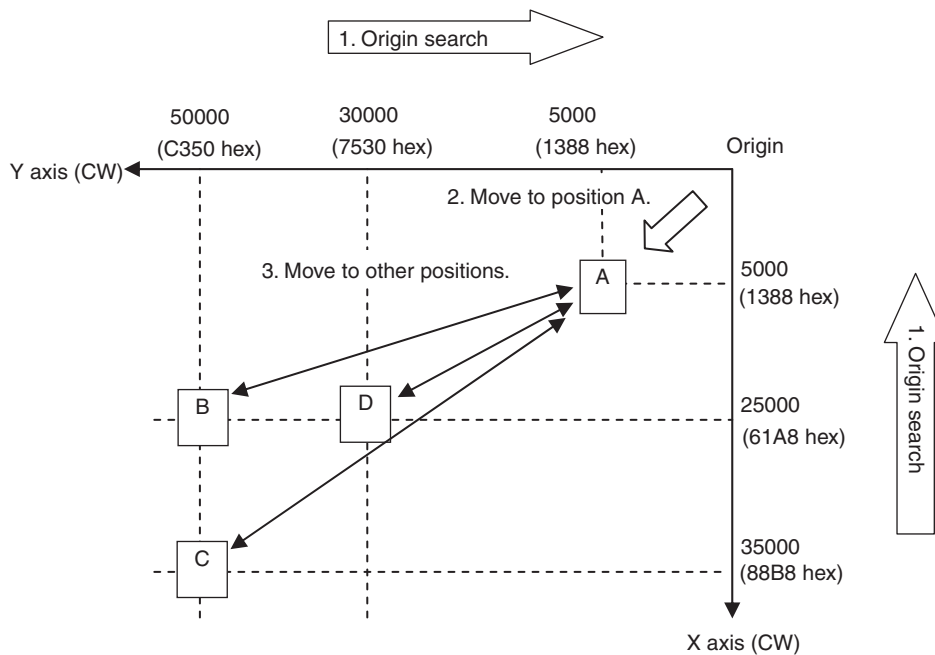 1. Origin search
50000
(C350 hex)
30000
(7530 hex)
5000
(1388 hex)
Origin
Y axis (CW)
2. Move to position A.
3. Move to other positions.
A
5000
(1388 hex)
1. Origin search
B
D
25000
(61A8 hex)
C
35000
(88B8 hex)
X axis (CW)